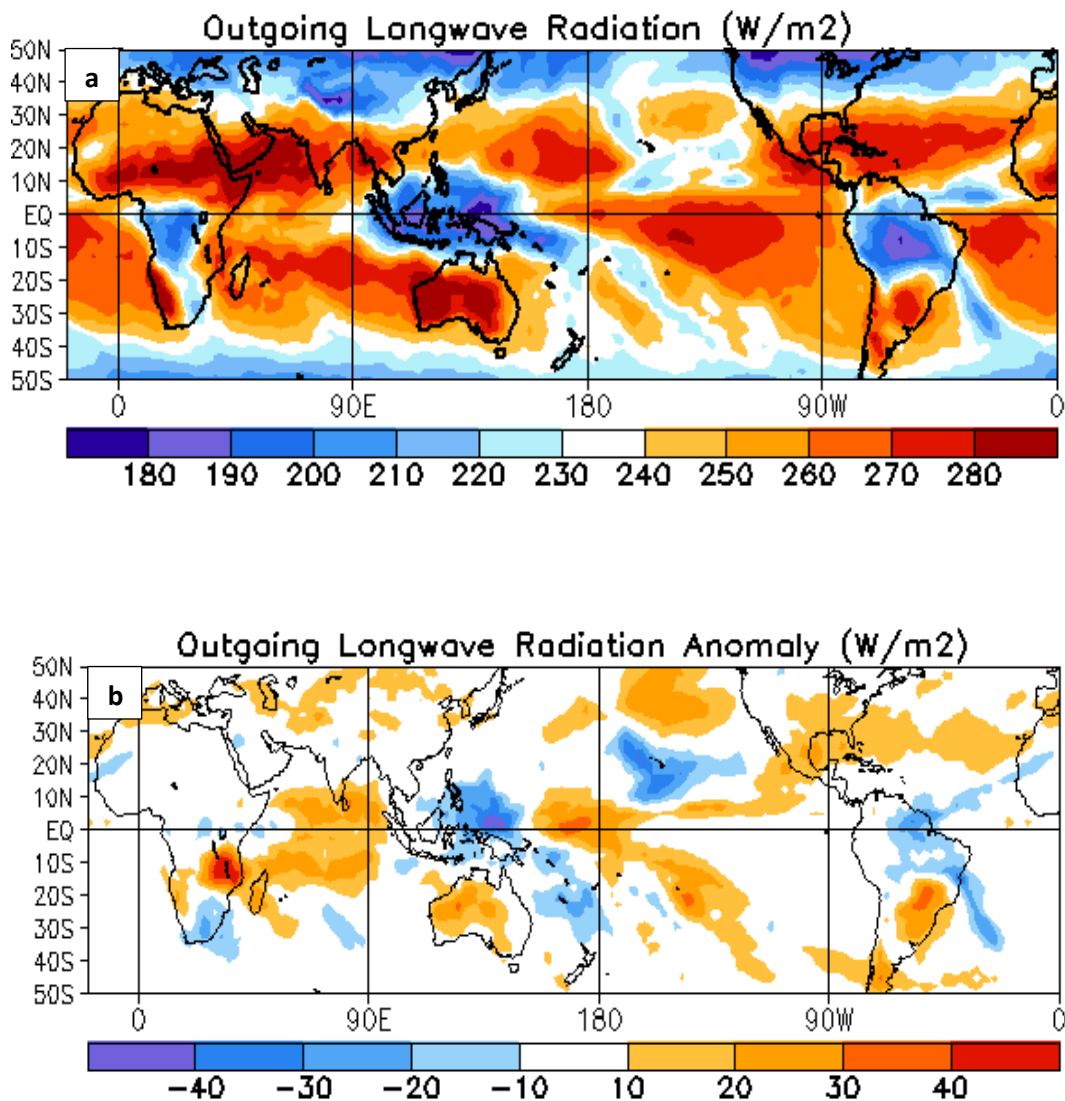 Outgoing Longwave Radiation (W/m2)
a
50N
40N
30N
20N
10N
EQ
10S
20S
30S
40S
50S
0 90E 180 90W 0
180 190 200 210 220 230 240 250 260 270 280
Outgoing Longwave Radiation Anomaly (W/m2)
b
50N
40N
30N
20N
10N
EQ
10S
20S
30S
40S
50S
0 90E 180 90W 0
-40 -30 -20 -10 10 20 30 40